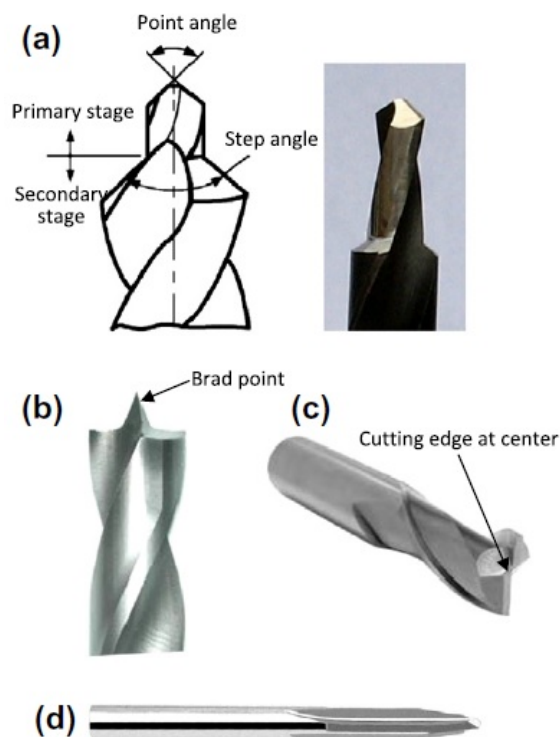 (a)
Point angle
Primary stage
Step angle
Secondary
stage
(b)
Brad point
(c)
Cutting edge at center
(d)